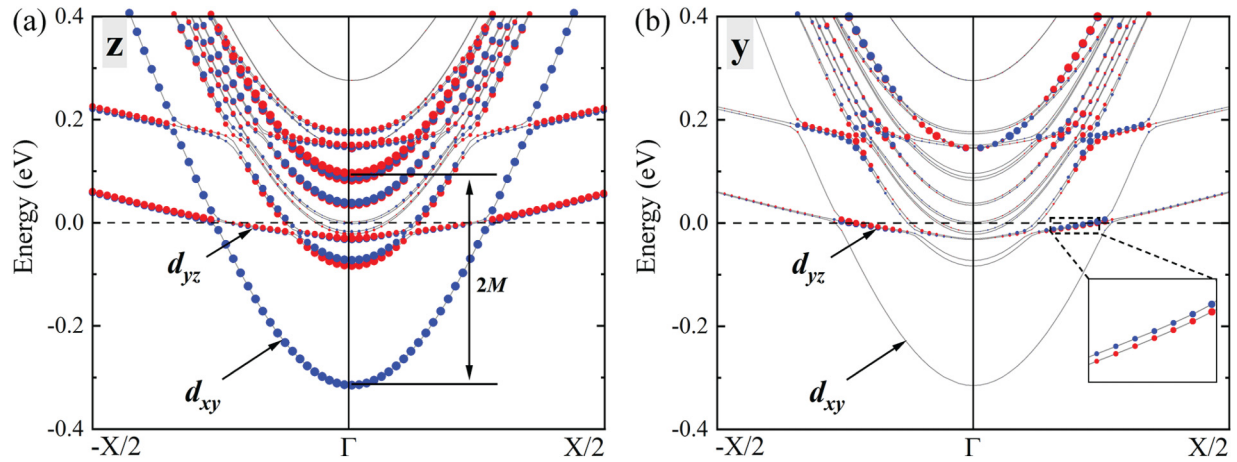 (a)
z
Energy (eV)
0.4
0.2
0.0
-0.2
-0.4
-X/2
Γ
X/2
d_yz
d_xy
2M
(b)
y
Energy (eV)
0.4
0.2
0.0
-0.2
-0.4
-X/2
Γ
X/2
d_yz
d_xy